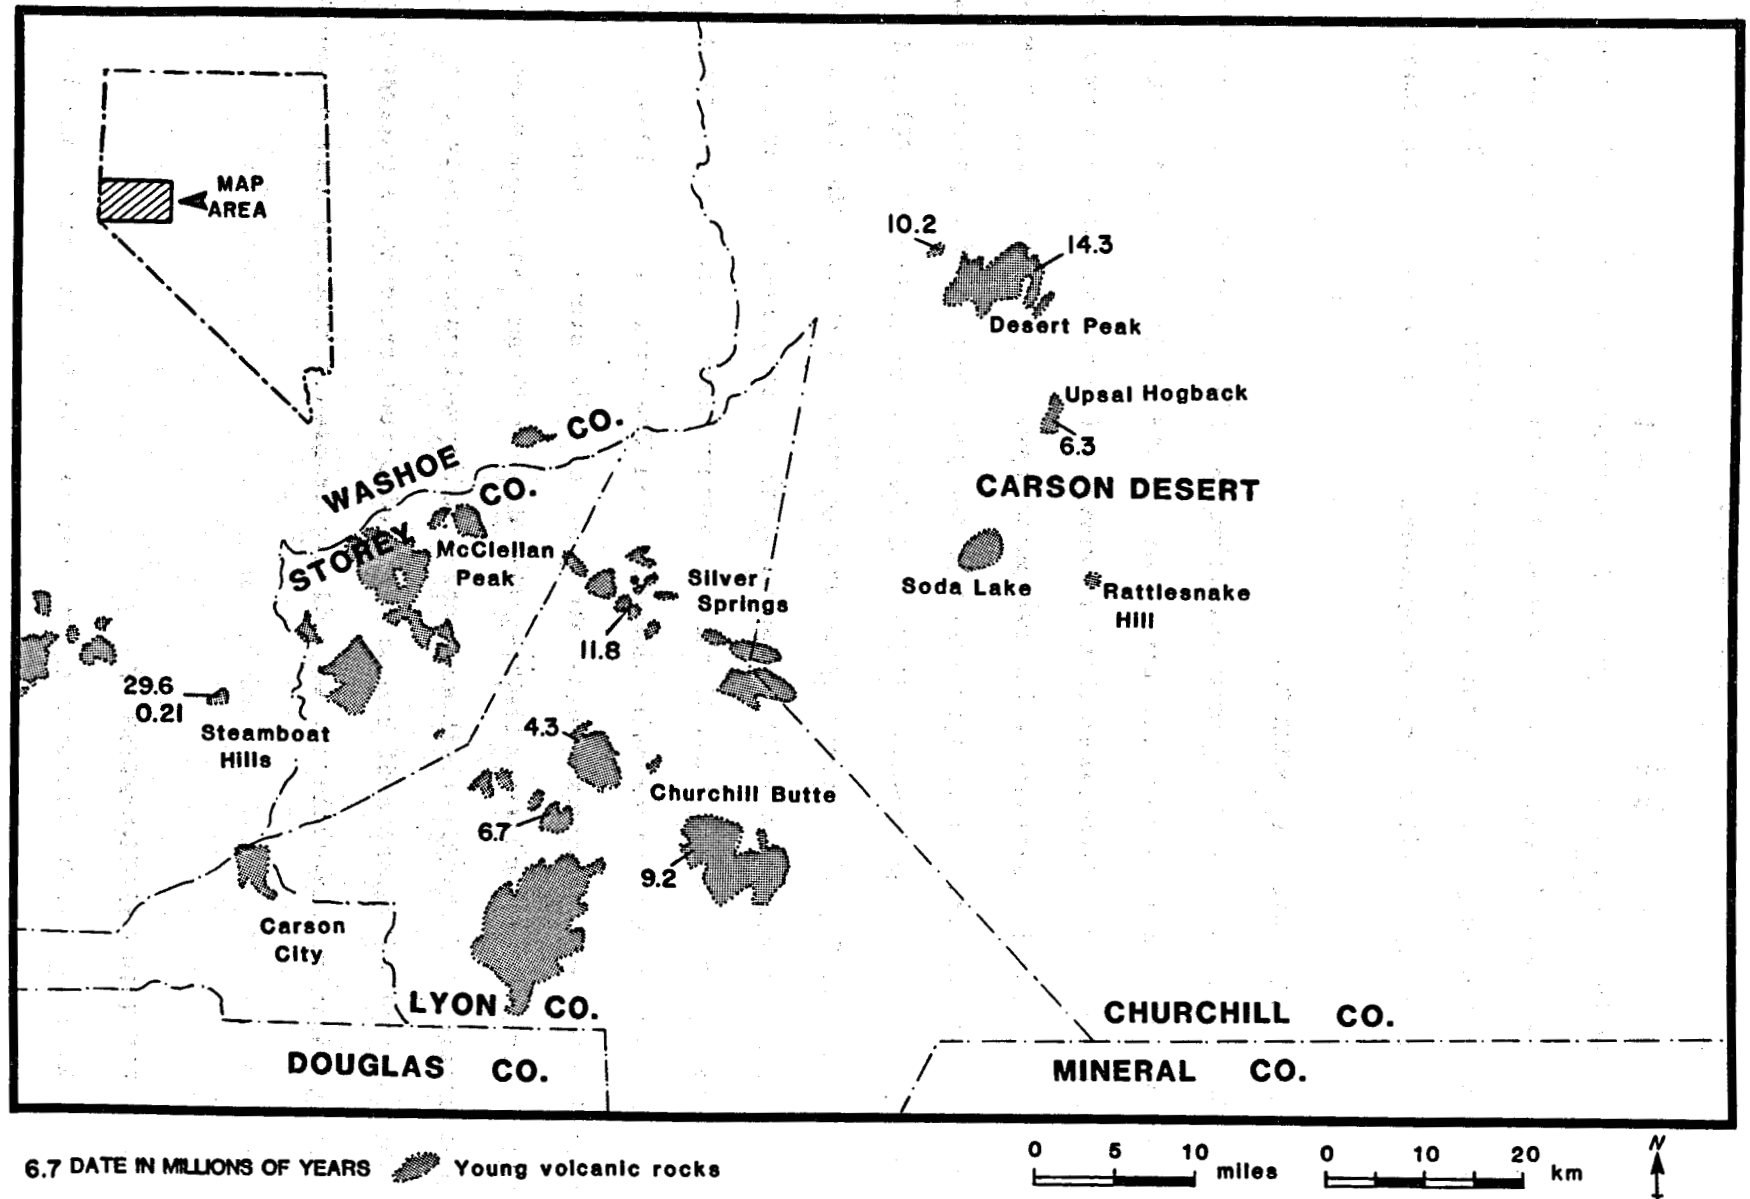 MAP
AREA
10.2
14.3
Desert Peak
Upsal Hogback
6.3
CARSON DESERT
WASHOE CO.
STOREY CO.
McClellan
Peak
Silver
Springs
Soda Lake
Rattlesnake
Hill
11.8
29.6
0.21
Steamboat
Hills
4.3
Churchill Butte
6.7
9.2
Carson
City
LYON CO.
CHURCHILL CO.
DOUGLAS CO.
MINERAL CO.
6.7 DATE IN MILLIONS OF YEARS
Young volcanic rocks
0 5 10 miles
0 10 20 km
N